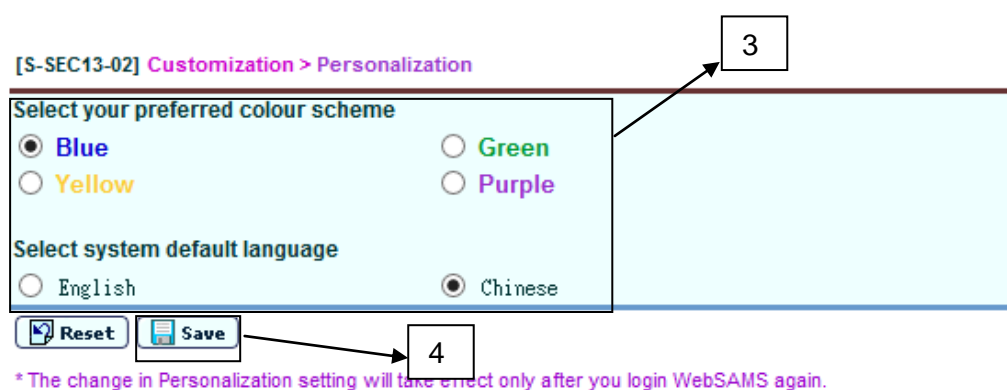 3
[S-SEC13-02] Customization > Personalization
Select your preferred colour scheme
Blue Green
Yellow Purple
Select system default language
English Chinese
Reset Save
4
* The change in Personalization setting will take effect only after you login WebSAMS again.